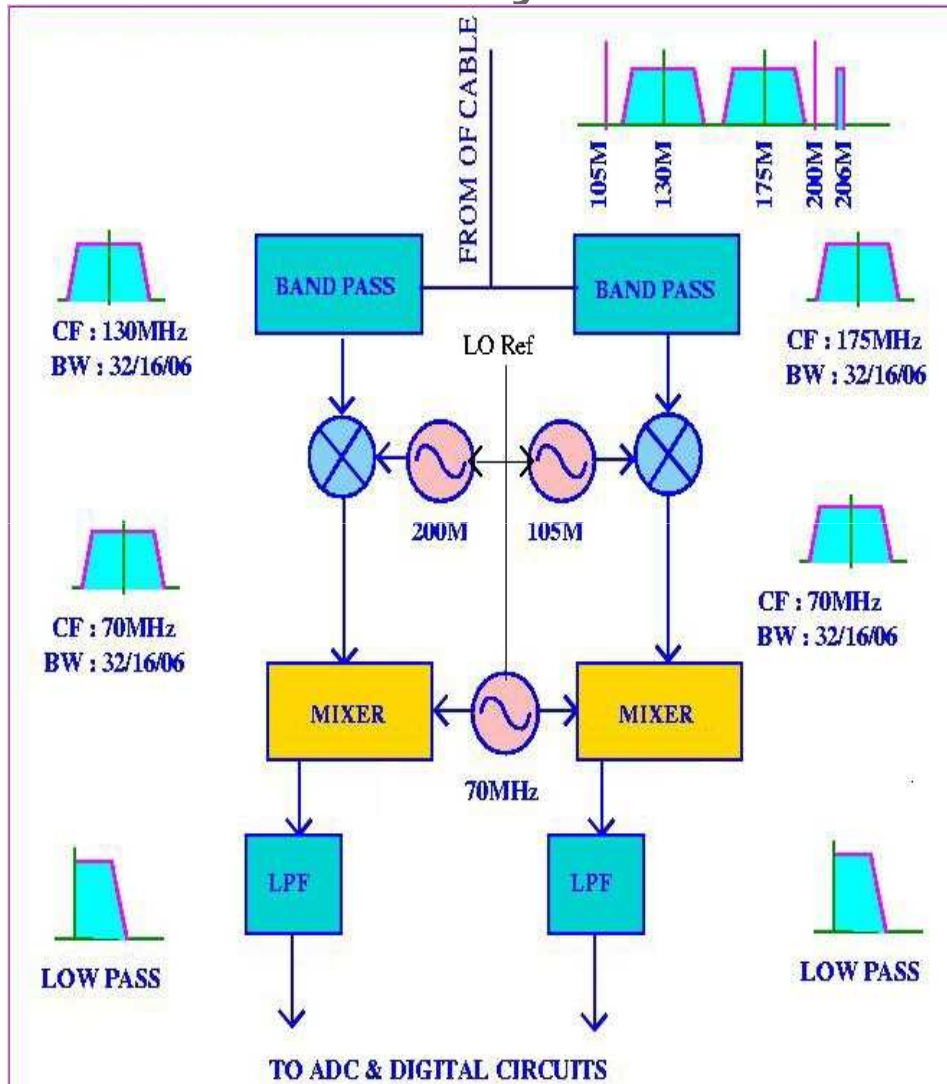 FROM OF CABLE
105M
130M
175M
200M
206M
BAND PASS
BAND PASS
CF : 130MHz
BW : 32/16/06
LO Ref
CF : 175MHz
BW : 32/16/06
200M
105M
CF : 70MHz
BW : 32/16/06
CF : 70MHz
BW : 32/16/06
MIXER
MIXER
70MHz
LPF
LPF
LOW PASS
LOW PASS
TO ADC & DIGITAL CIRCUITS